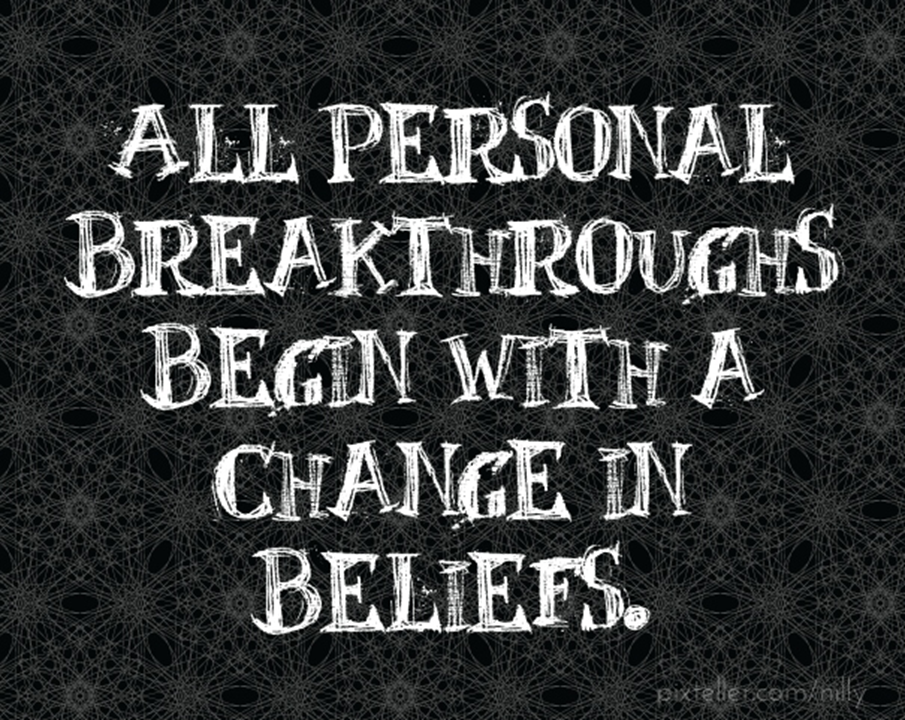 ALL PERSONAL
BREAKTHROUGHS
BEGIN WITH A
CHANGE IN
BELIEFS.
pixteller.com/nilly